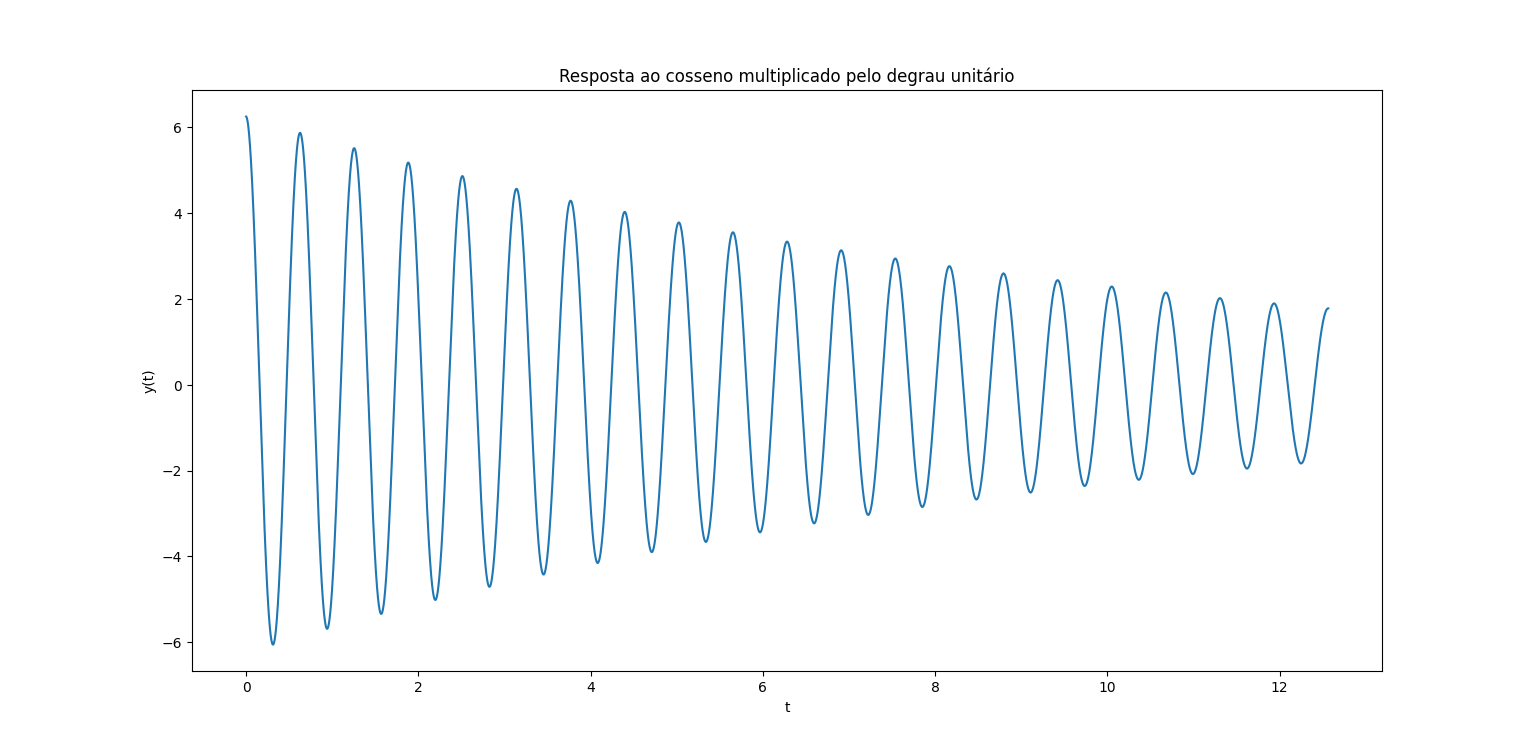 Resposta ao cosseno multiplicado pelo degrau unitário
6
4
2
0
−2
−4
−6
y(t)
0 2 4 6 8 10 12
t